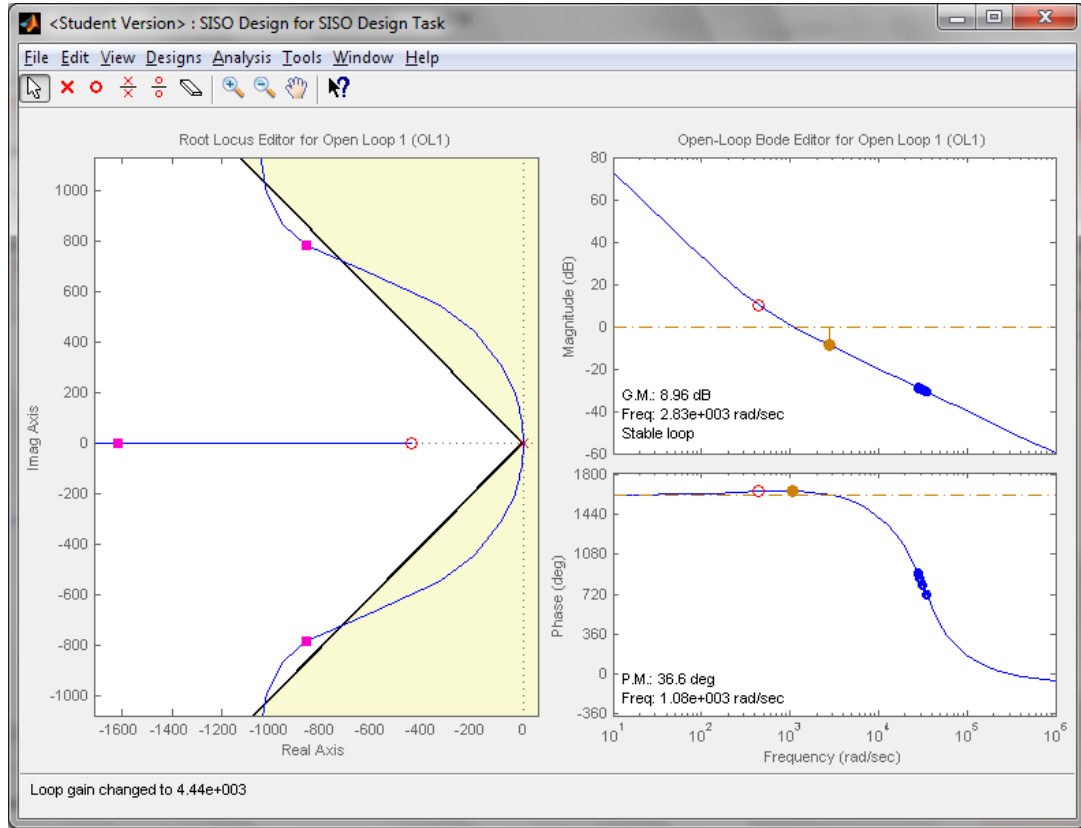 <Student Version> : SISO Design for SISO Design Task
File Edit View Designs Analysis Tools Window Help
Root Locus Editor for Open Loop 1 (OL1)
1000
800
600
400
200
0
-200
-400
-600
-800
-1000
Imag Axis
-1600 -1400 -1200 -1000 -800 -600 -400 -200 0
Real Axis
Open-Loop Bode Editor for Open Loop 1 (OL1)
80
60
40
20
0
-20
-40
-60
Magnitude (dB)
G.M.: 8.96 dB
Freq: 2.83e+003 rad/sec
Stable loop
1800
1440
1080
720
360
0
-360
Phase (deg)
P.M.: 36.6 deg
Freq: 1.08e+003 rad/sec
10^1 10^2 10^3 10^4 10^5 10^6
Frequency (rad/sec)
Loop gain changed to 4.44e+003